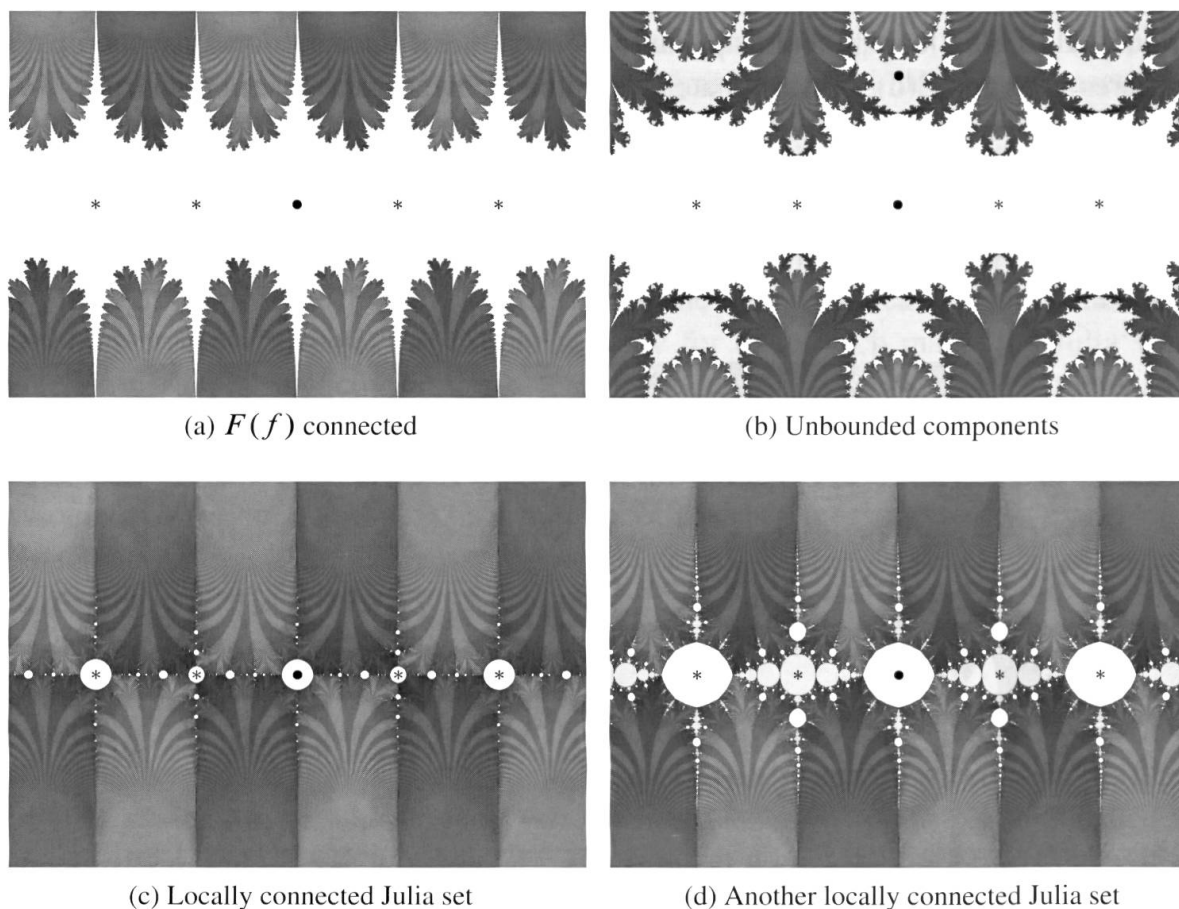 (a) F(f) connected
(b) Unbounded components
(c) Locally connected Julia set
(d) Another locally connected Julia set